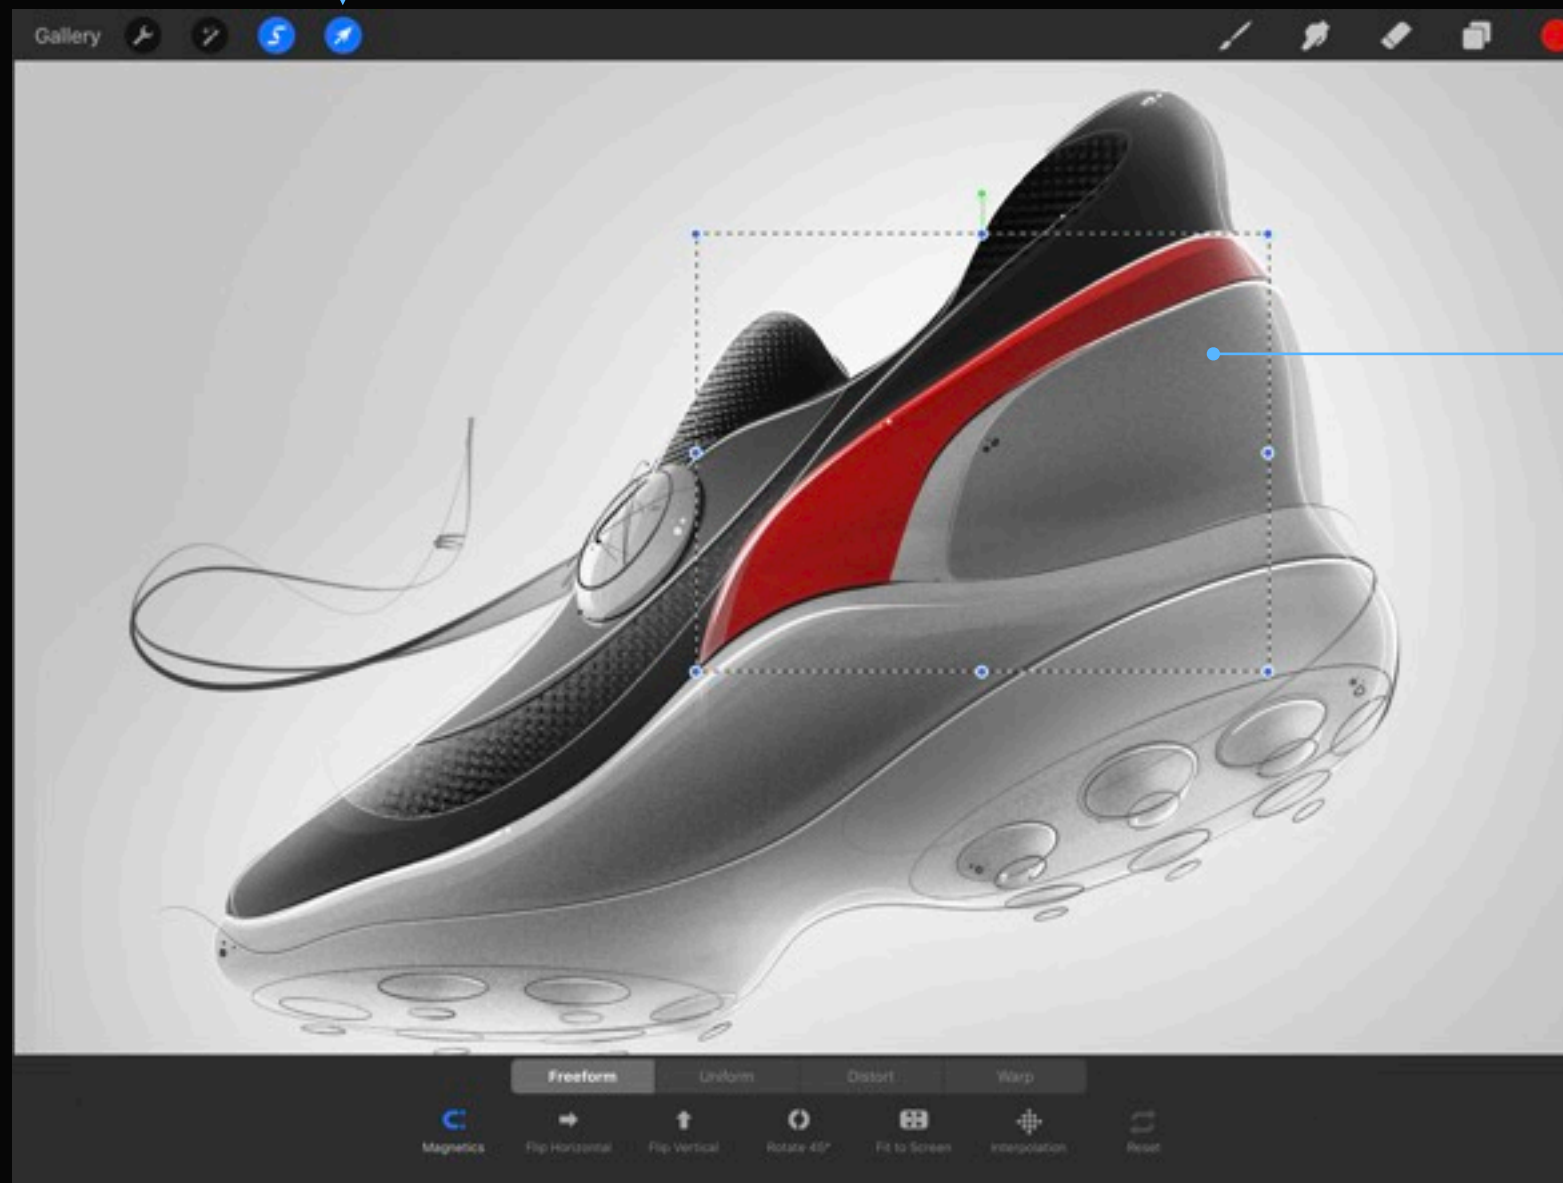 Gallery
Freeform Uniform Distort Warp
Magnetics Flip Horizontal Flip Vertical Rotate 45° Fit to Screen Interpolation Reset